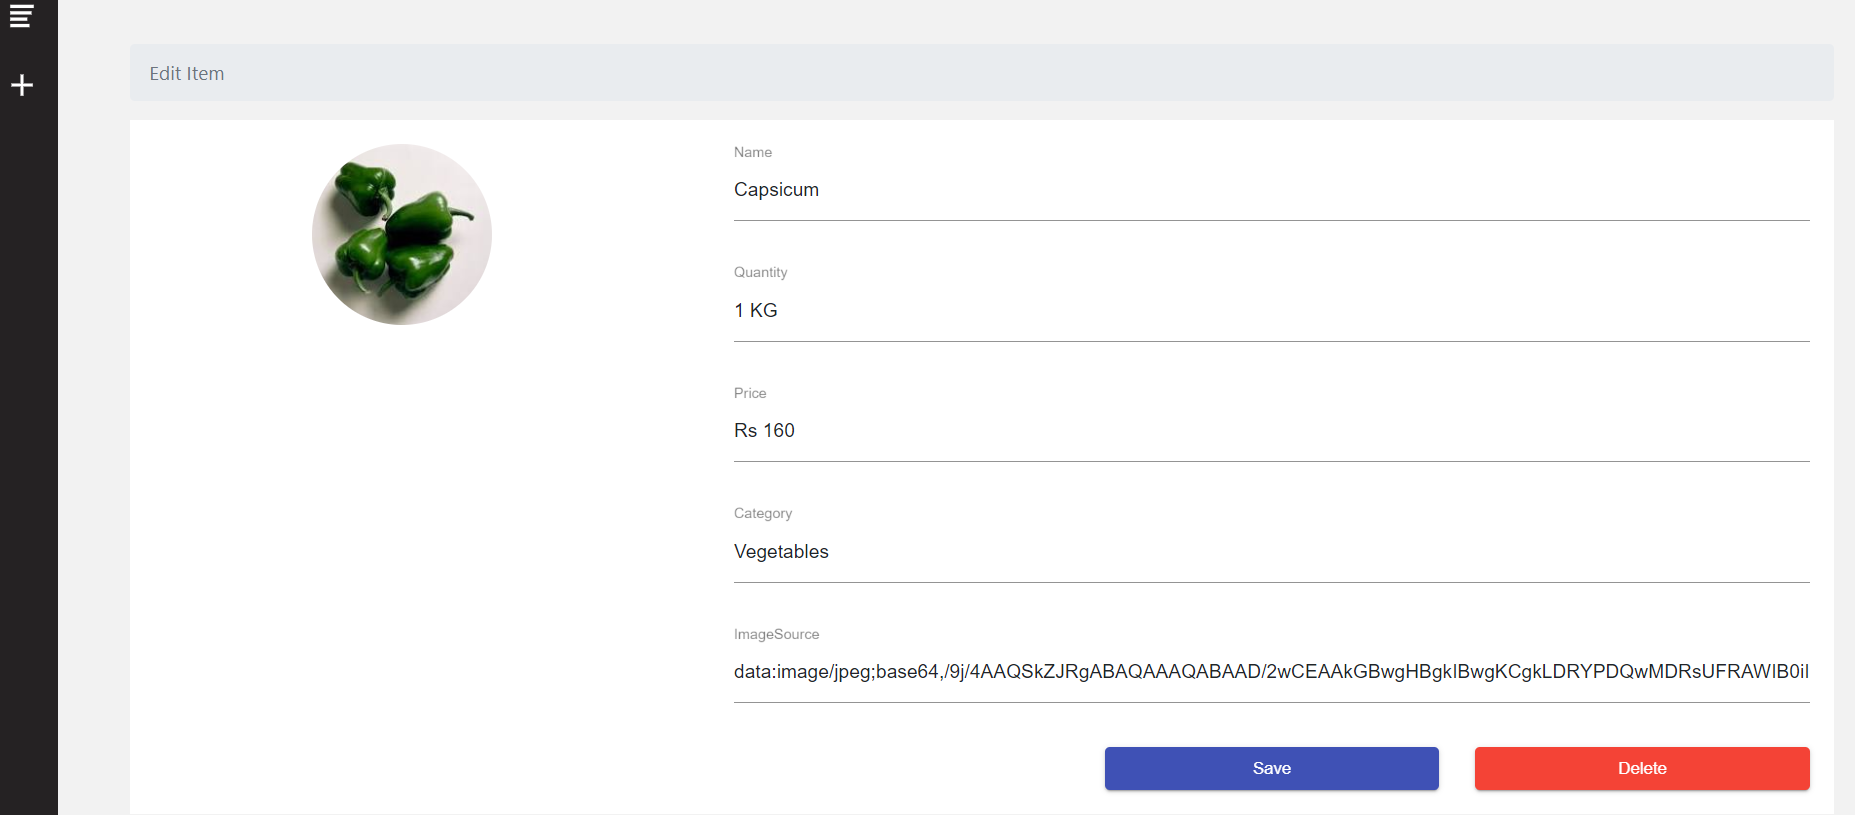 Edit Item
Name
Capsicum
Quantity
1 KG
Price
Rs 160
Category
Vegetables
ImageSource
data:image/jpeg;base64,/9j/4AAQSkZJRgABAQAAAQABAAD/2wCEAAkGBwgHBgkIBwgKCgkLDRYPDQwMDRsUFRAWIB0iI
Save Delete